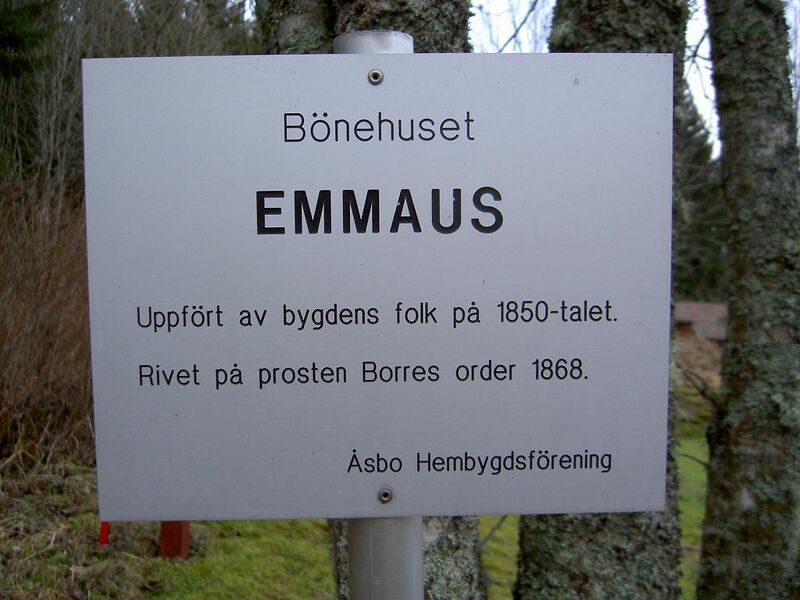 Bönehuset
EMMAUS
Uppfört av bygdens folk på 1850-talet.
Rivet på prosten Borres order 1868.
Åsbo Hembygdsförening